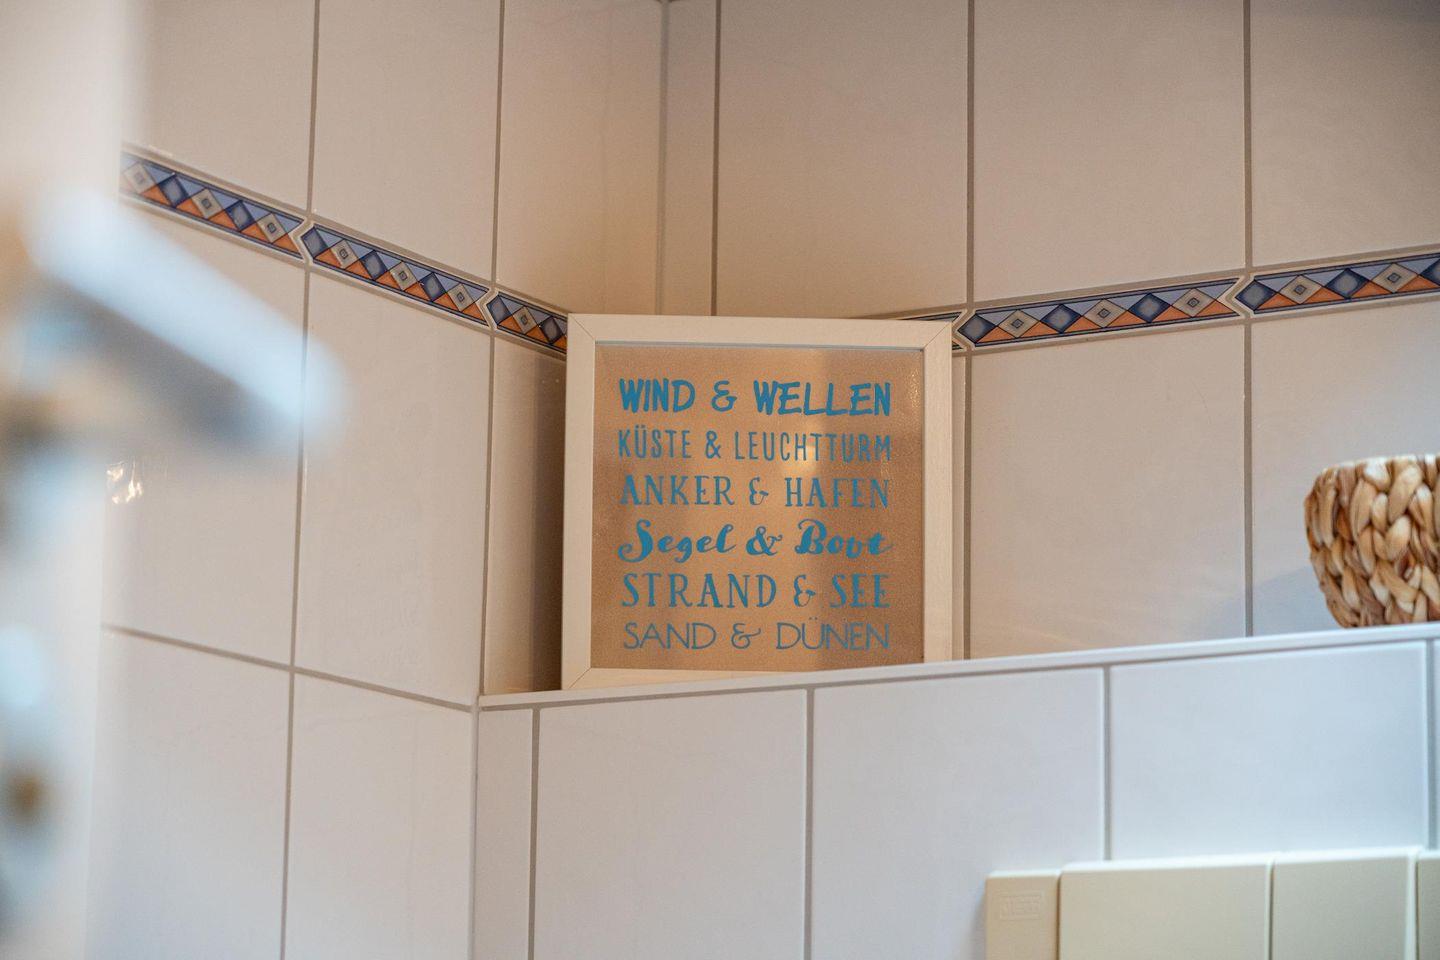 WIND & WELLEN
KÜSTE & LEUCHTTURM
ANKER & HAFEN
Segel & Boot
STRAND & SEE
SAND & DÜNEN